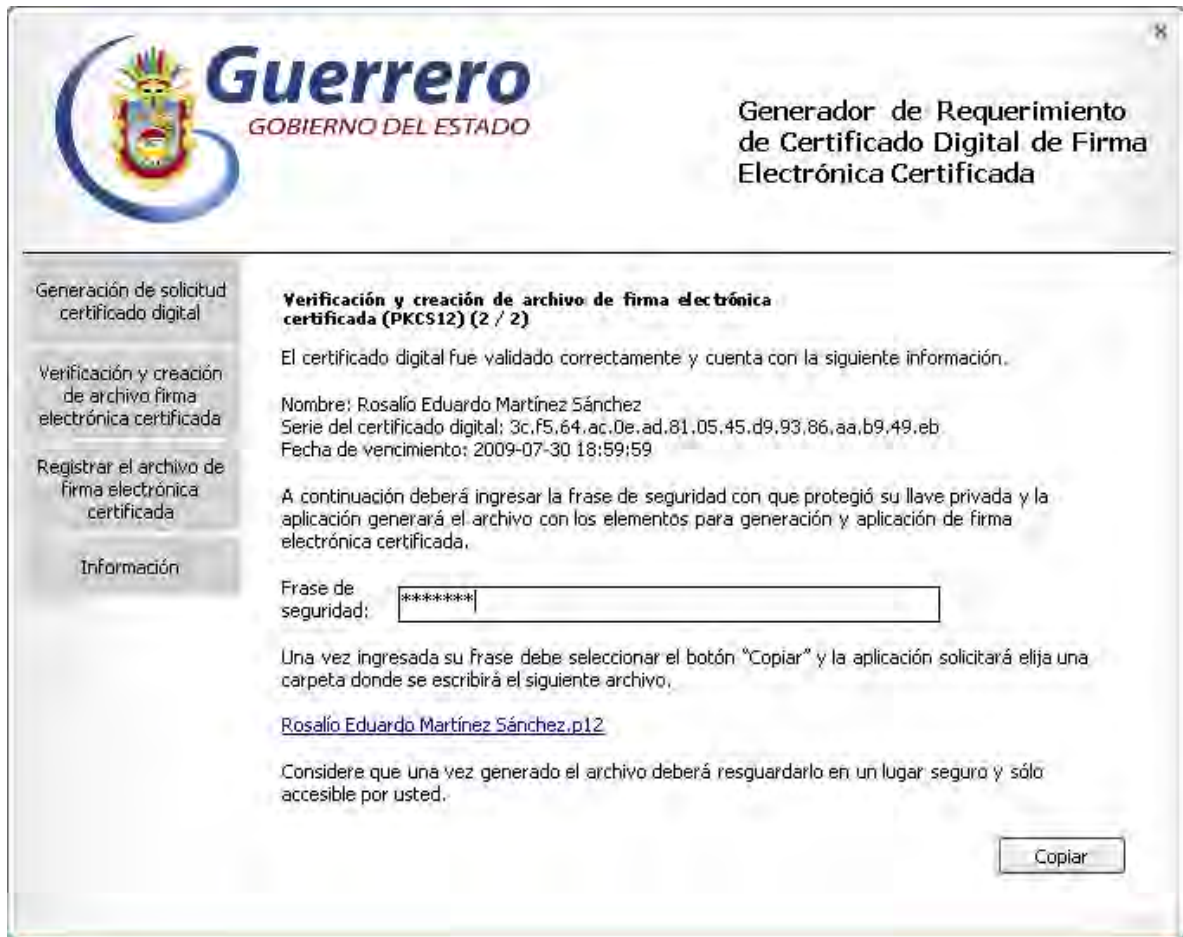 Guerrero
GOBIERNO DEL ESTADO
Generador de Requerimiento
de Certificado Digital de Firma
Electrónica Certificada
Generación de solicitud
certificado digital
Verificación y creación
de archivo firma
electrónica certificada
Registrar el archivo de
firma electrónica
certificada
Información
Verificación y creación de archivo de firma electrónica
certificada (PKCS12) (2 / 2)
El certificado digital fue validado correctamente y cuenta con la siguiente información.
Nombre: Rosalío Eduardo Martínez Sánchez
Serie del certificado digital: 3c.f5.64.ac.0e.ad.81.05.45.d9.93.86.aa.b9.49.eb
Fecha de vencimiento: 2009-07-30 18:59:59
A continuación deberá ingresar la frase de seguridad con que protegió su llave privada y la
aplicación generará el archivo con los elementos para generación y aplicación de firma
electrónica certificada.
Frase de
seguridad:
*******
Una vez ingresada su frase debe seleccionar el botón "Copiar" y la aplicación solicitará elija una
carpeta donde se escribirá el siguiente archivo.
Rosalío Eduardo Martínez Sánchez.p12
Considere que una vez generado el archivo deberá resguardarlo en un lugar seguro y sólo
accesible por usted.
Copiar